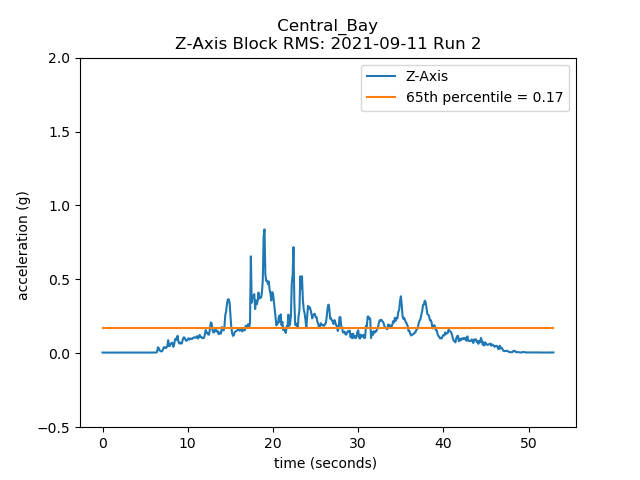 Central_Bay
Z-Axis Block RMS: 2021-09-11 Run 2
2.0
1.5
1.0
0.5
0.0
−0.5
acceleration (g)
Z-Axis
65th percentile = 0.17
0 10 20 30 40 50
time (seconds)